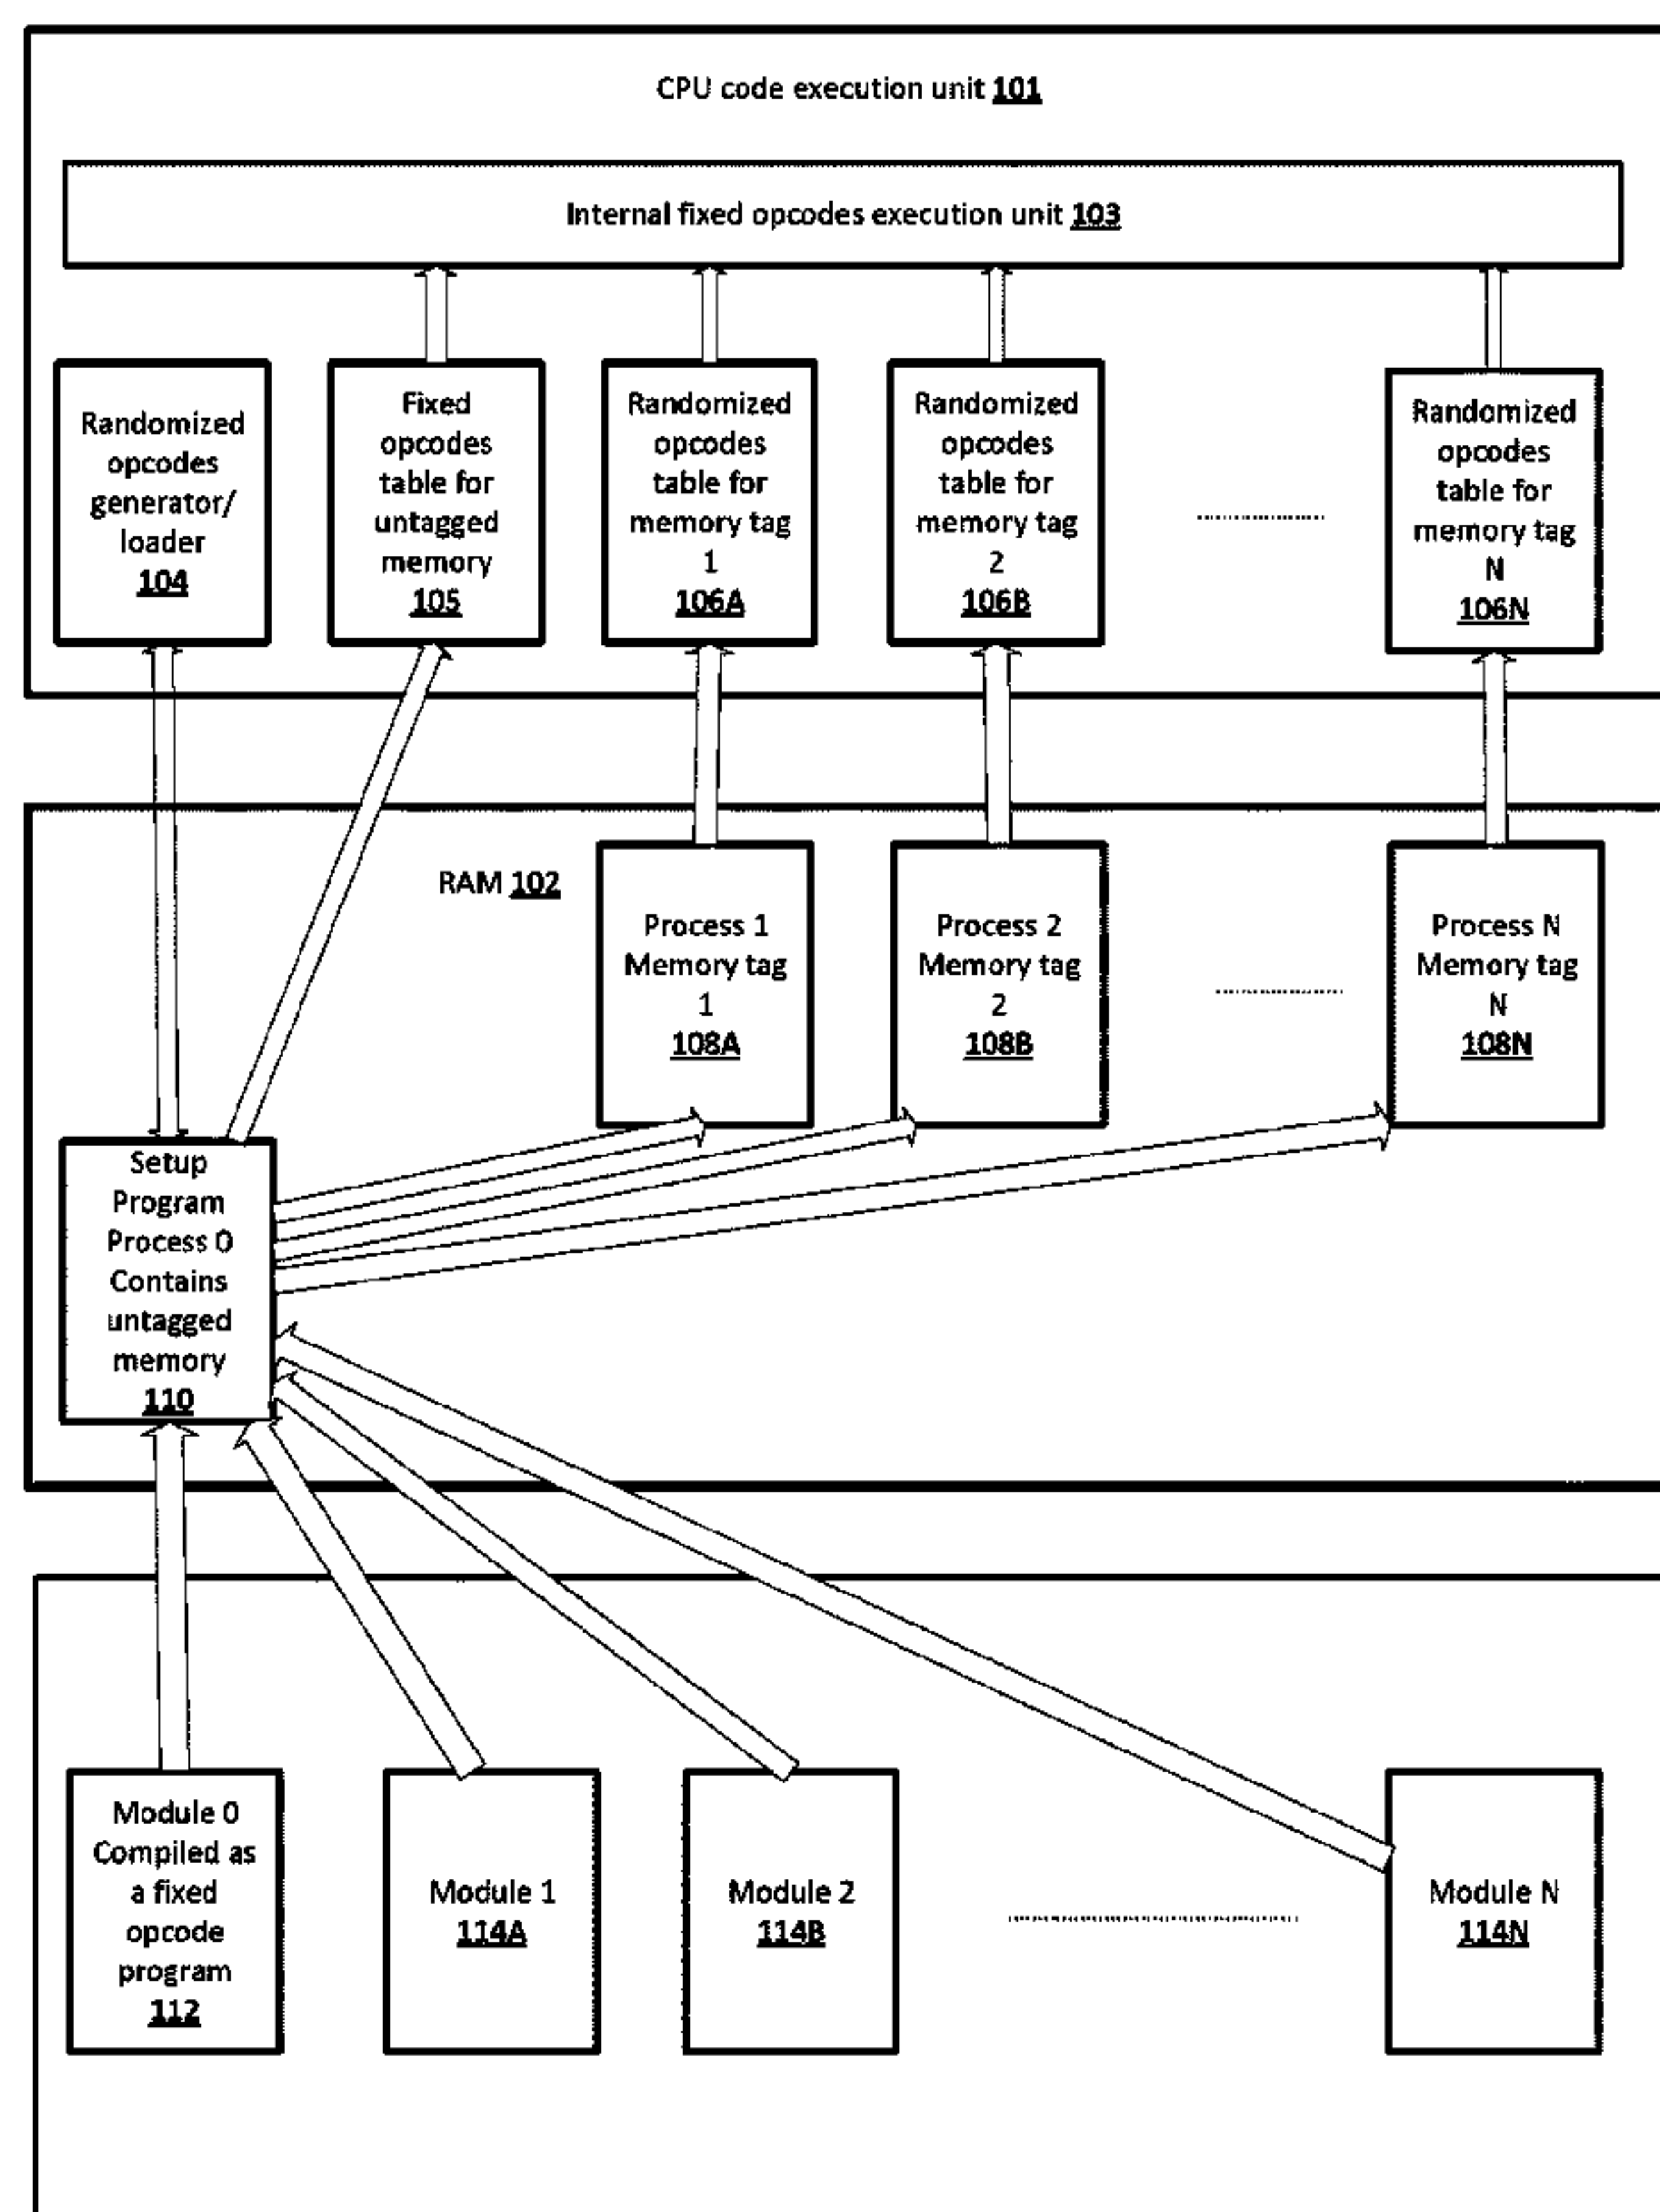 CPU code execution unit 101
Internal fixed opcodes execution unit 103
Randomized
opcodes
generator/
loader
104
Fixed
opcodes
table for
untagged
memory
105
Randomized
opcodes
table for
memory tag
1
106A
Randomized
opcodes
table for
memory tag
2
106B
Randomized
opcodes
table for
memory tag
N
106N
RAM 102
Process 1
Memory tag
1
108A
Process 2
Memory tag
2
108B
Process N
Memory tag
N
108N
Setup
Program
Process 0
Contains
untagged
memory
110
Module 0
Compiled as
a fixed
opcode
program
112
Module 1
114A
Module 2
114B
Module N
114N